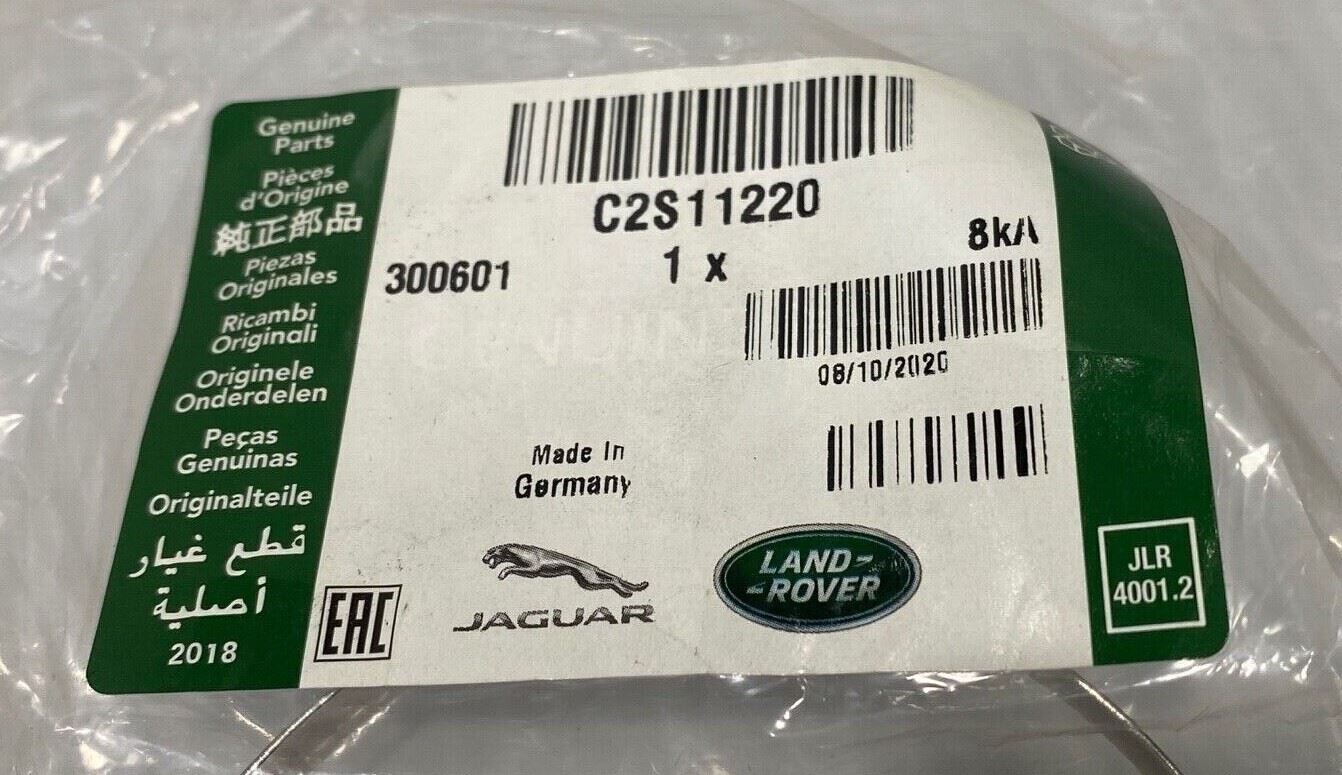 Genuine
Parts
Pièces
d'Origine
純正部品
Piezas
Originales
Ricambi
Originali
Originele
Onderdelen
Peças
Genuinas
Originalteile
قطع غيار
أصلية
2018
C2S11220
300601
1 x
8kA
08/10/2020
Made In
Germany
EAC
JAGUAR
LAND-
-ROVER
JLR
4001.2